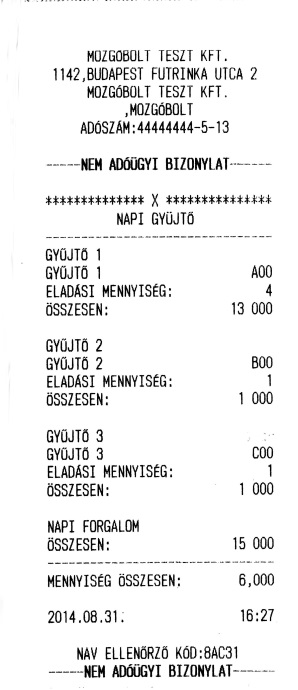 MOZGOBOLT TESZT KFT.
1142,BUDAPEST FUTRINKA UTCA 2
MOZGÓBOLT TESZT KFT.
,MOZGÓBOLT
ADÓSZÁM:44444444-5-13
-----NEM ADÓÜGYI BIZONYLAT------
************** X ***************
NAPI GYŰJTŐ
GYŰJTŐ 1
GYŰJTŐ 1 A00
ELADÁSI MENNYISÉG: 4
ÖSSZESEN: 13 000
GYŰJTŐ 2
GYŰJTŐ 2 B00
ELADÁSI MENNYISÉG: 1
ÖSSZESEN: 1 000
GYŰJTŐ 3
GYŰJTŐ 3 C00
ELADÁSI MENNYISÉG: 1
ÖSSZESEN: 1 000
NAPI FORGALOM
ÖSSZESEN: 15 000
MENNYISÉG ÖSSZESEN: 6,000
2014.08.31. 16:27
NAV ELLENŐRZŐ KÓD:8AC31
-----NEM ADÓÜGYI BIZONYLAT------